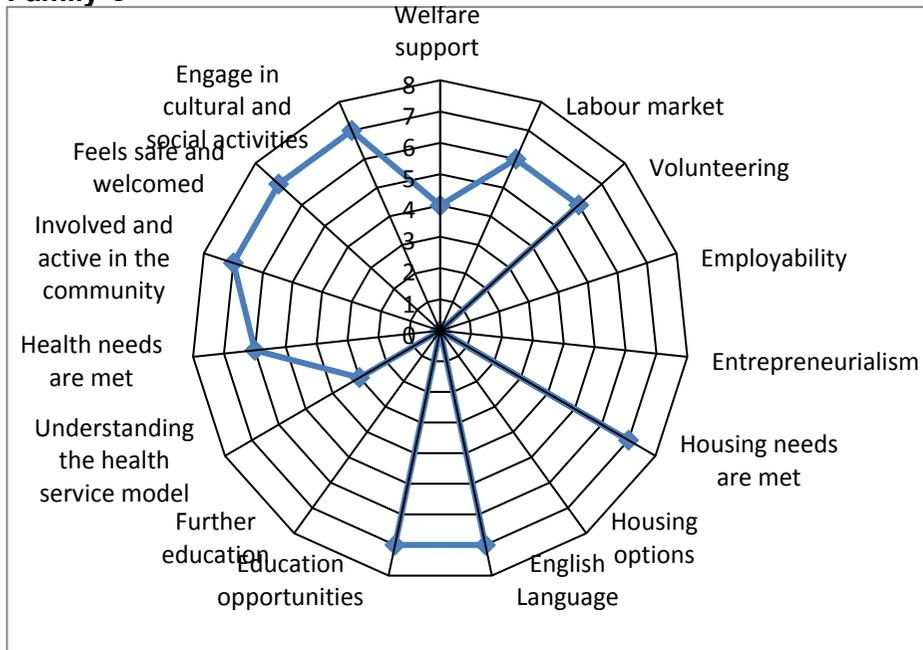 Welfare
support
Labour market
Volunteering
Employability
Entrepreneurialism
Housing needs
are met
Housing
options
English
Language
Education
opportunities
Further
education
Understanding
the health
service model
Health needs
are met
Involved and
active in the
community
Feels safe and
welcomed
Engage in
cultural and
social activities
8
7
6
5
4
3
2
1
0